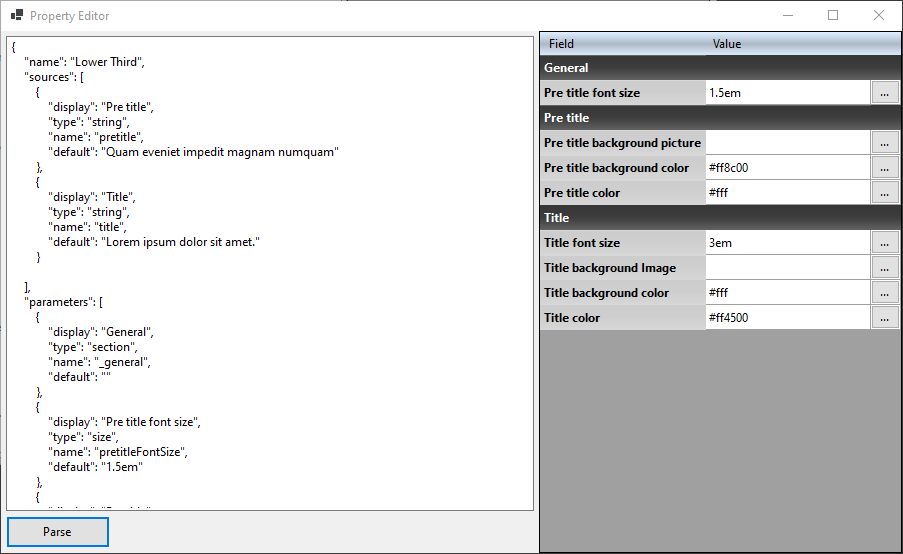 Property Editor
{
"name": "Lower Third",
"sources": [
{
"display": "Pre title",
"type": "string",
"name": "pretitle",
"default": "Quam eveniet impedit magnam numquam"
},
{
"display": "Title",
"type": "string",
"name": "title",
"default": "Lorem ipsum dolor sit amet."
}
],
"parameters": [
{
"display": "General",
"type": "section",
"name": "_general",
"default": ""
},
{
"display": "Pre title font size",
"type": "size",
"name": "pretitleFontSize",
"default": "1.5em"
},
{
Parse
Field Value
General
Pre title font size 1.5em ...
Pre title
Pre title background picture ...
Pre title background color #ff8c00 ...
Pre title color #fff ...
Title
Title font size 3em ...
Title background Image ...
Title background color #fff ...
Title color #ff4500 ...